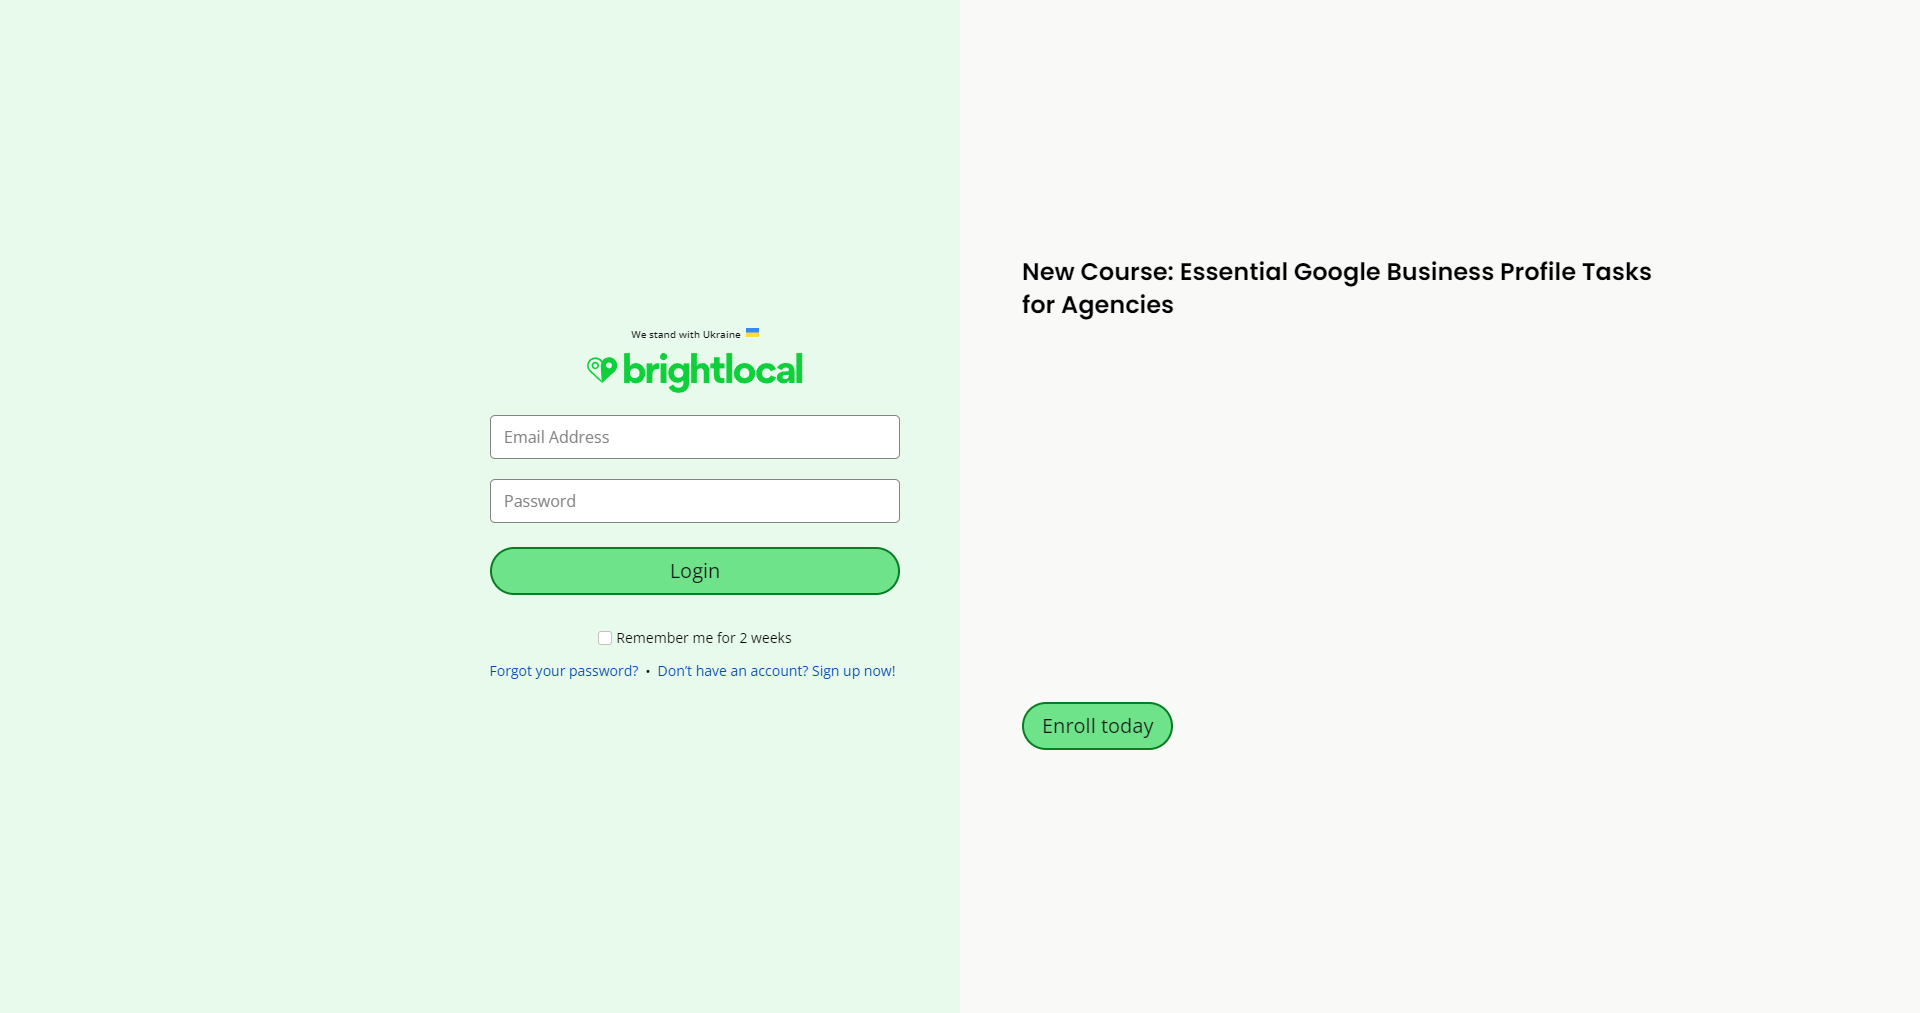 We stand with Ukraine
brightlocal
Email Address
Password
Login
Remember me for 2 weeks
Forgot your password? • Don't have an account? Sign up now!
New Course: Essential Google Business Profile Tasks
for Agencies
Enroll today